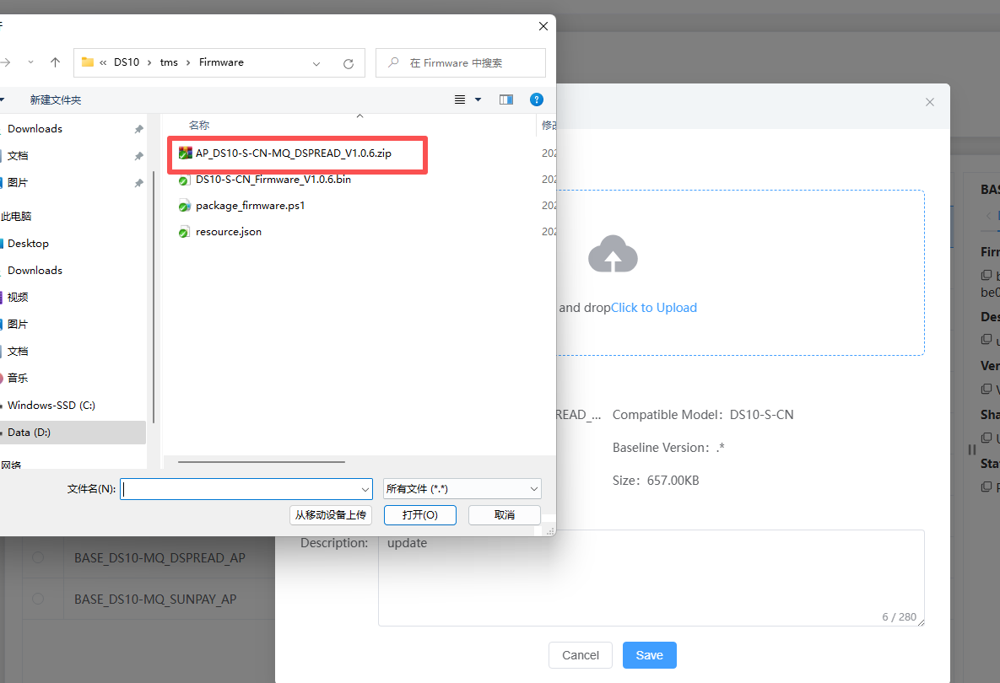 « DS10 › tms › Firmware
在 Firmware 中搜索
新建文件夹
Downloads
文档
图片
此电脑
Desktop
Downloads
视频
图片
文档
音乐
Windows-SSD (C:)
Data (D:)
网络
名称
修改
AP_DS10-S-CN-MQ_DSPREAD_V1.0.6.zip
DS10-S-CN_Firmware_V1.0.6.bin
package_firmware.ps1
resource.json
202
202
202
202
文件名(N):
所有文件 (*.*)
从移动设备上传
打开(O)
取消
and dropClick to Upload
READ_... Compatible Model: DS10-S-CN
Baseline Version: .*
Size: 657.00KB
Description:
update
6 / 280
Cancel
Save
BASE_DS10-MQ_DSPREAD_AP
BASE_DS10-MQ_SUNPAY_AP
BAS
Firm
be0
Des
Ver
Sha
Sta